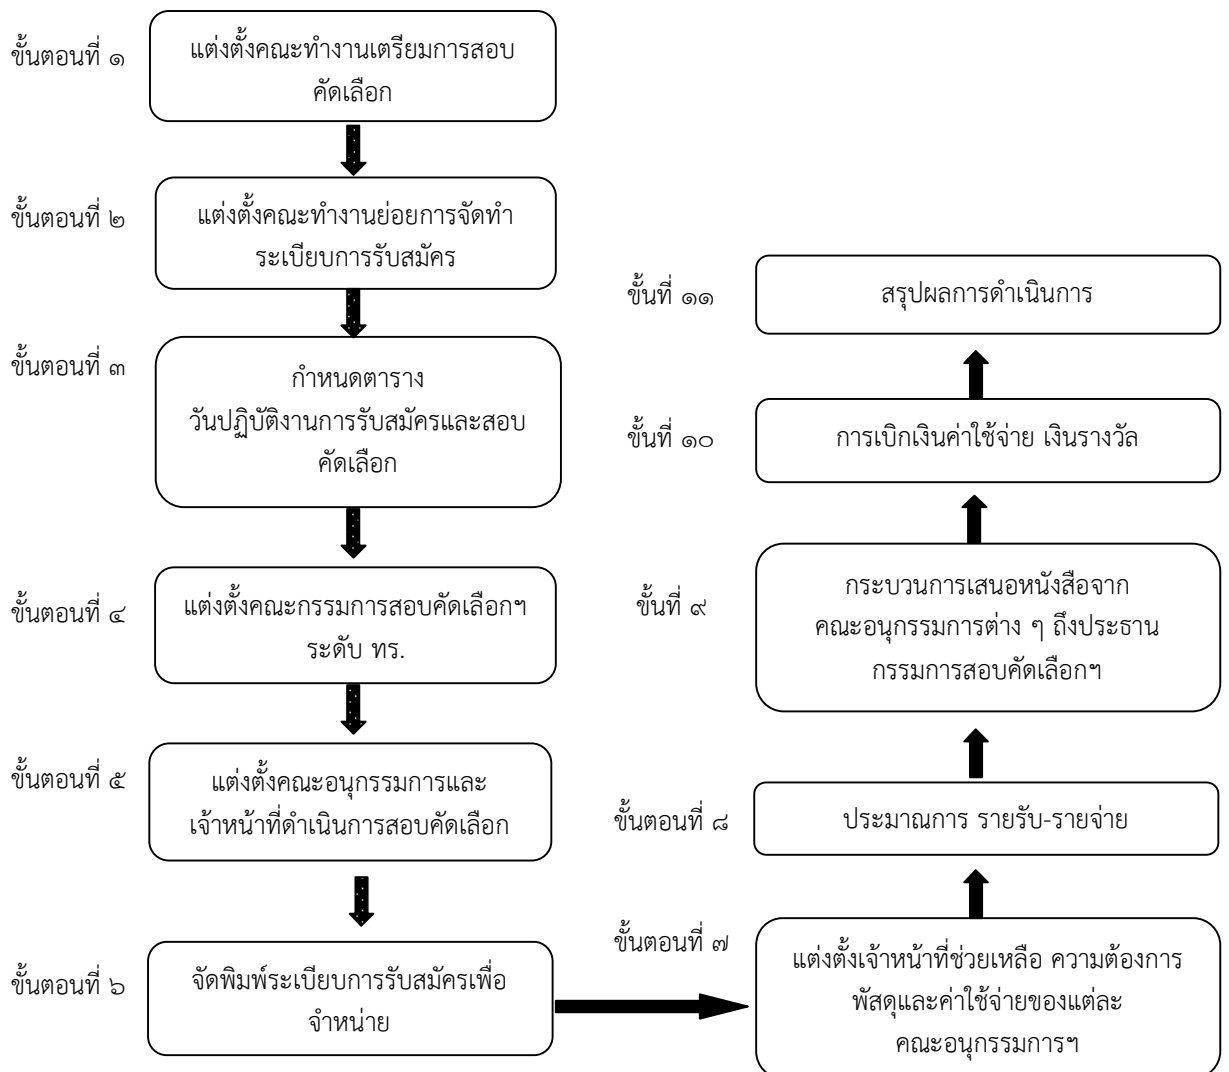 ขั้นตอนที่ ๑
แต่งตั้งคณะทำงานเตรียมการสอบ
คัดเลือก
ขั้นตอนที่ ๒
แต่งตั้งคณะทำงานย่อยการจัดทำ
ระเบียบการรับสมัคร
ขั้นตอนที่ ๓
กำหนดตาราง
วันปฏิบัติงานการรับสมัครและสอบ
คัดเลือก
ขั้นตอนที่ ๔
แต่งตั้งคณะกรรมการสอบคัดเลือกฯ
ระดับ ทร.
ขั้นตอนที่ ๕
แต่งตั้งคณะอนุกรรมการและ
เจ้าหน้าที่ดำเนินการสอบคัดเลือก
ขั้นตอนที่ ๖
จัดพิมพ์ระเบียบการรับสมัครเพื่อ
จำหน่าย
ขั้นตอนที่ ๗
แต่งตั้งเจ้าหน้าที่ช่วยเหลือ ความต้องการ
พัสดุและค่าใช้จ่ายของแต่ละ
คณะอนุกรรมการฯ
ขั้นตอนที่ ๘
ประมาณการ รายรับ-รายจ่าย
ขั้นที่ ๙
กระบวนการเสนอหนังสือจาก
คณะอนุกรรมการต่าง ๆ ถึงประธาน
กรรมการสอบคัดเลือกฯ
ขั้นที่ ๑๐
การเบิกเงินค่าใช้จ่าย เงินรางวัล
ขั้นที่ ๑๑
สรุปผลการดำเนินการ